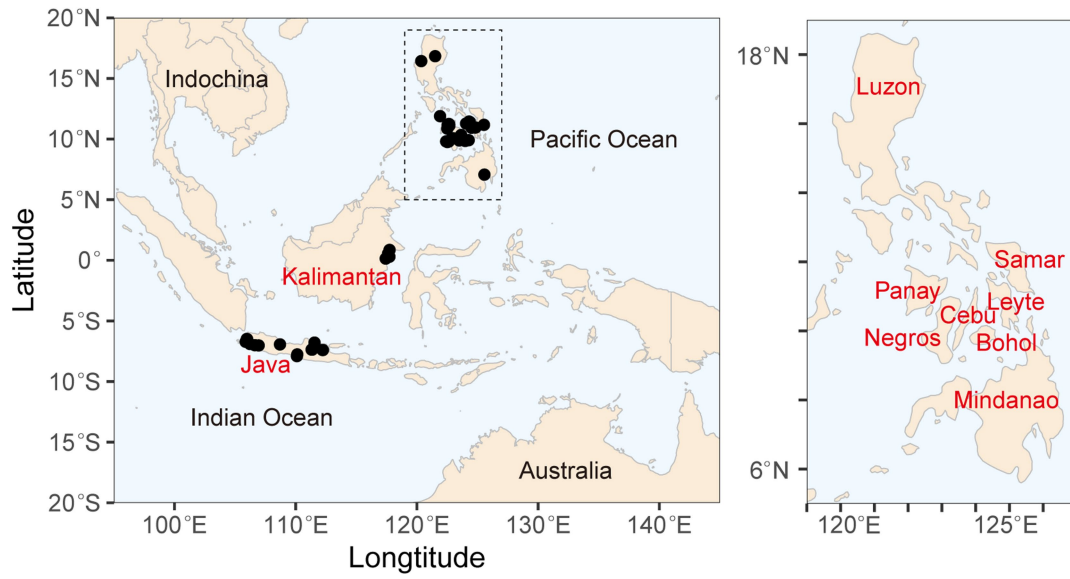 20°N
15°N
10°N
5°N
0°
5°S
10°S
15°S
20°S
Latitude
Indochina
Pacific Ocean
Kalimantan
Java
Indian Ocean
Australia
100°E
110°E
120°E
130°E
140°E
Longtitude
18°N
6°N
Luzon
Samar
Panay
Leyte
Cebu
Negros
Bohol
Mindanao
120°E
125°E